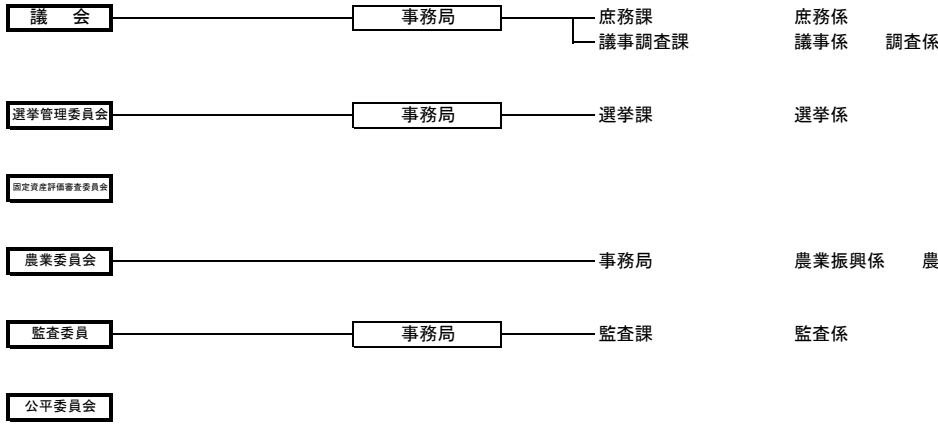 議　会 事務局 庶務課 庶務係
議事調査課 議事係 調査係
選挙管理委員会 事務局 選挙課 選挙係
固定資産評価審査委員会
農業委員会 事務局 農業振興係 農
監査委員 事務局 監査課 監査係
公平委員会